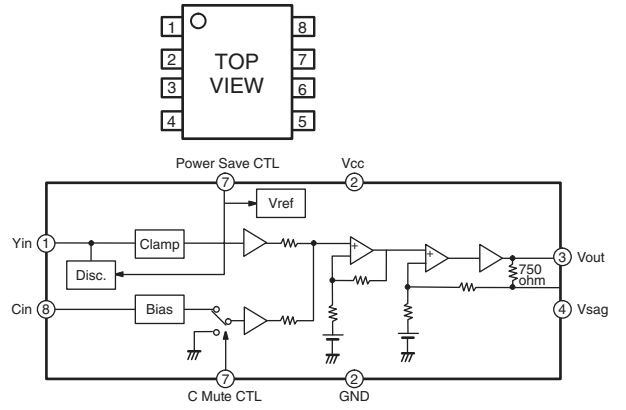 1 8
2 TOP 7
3 VIEW 6
4 5
Power Save CTL Vcc
7 2
Vref
Yin 1 Clamp + + 3 Vout
Disc. 750
ohm
Cin 8 Bias 4 Vsag
7 2
C Mute CTL GND